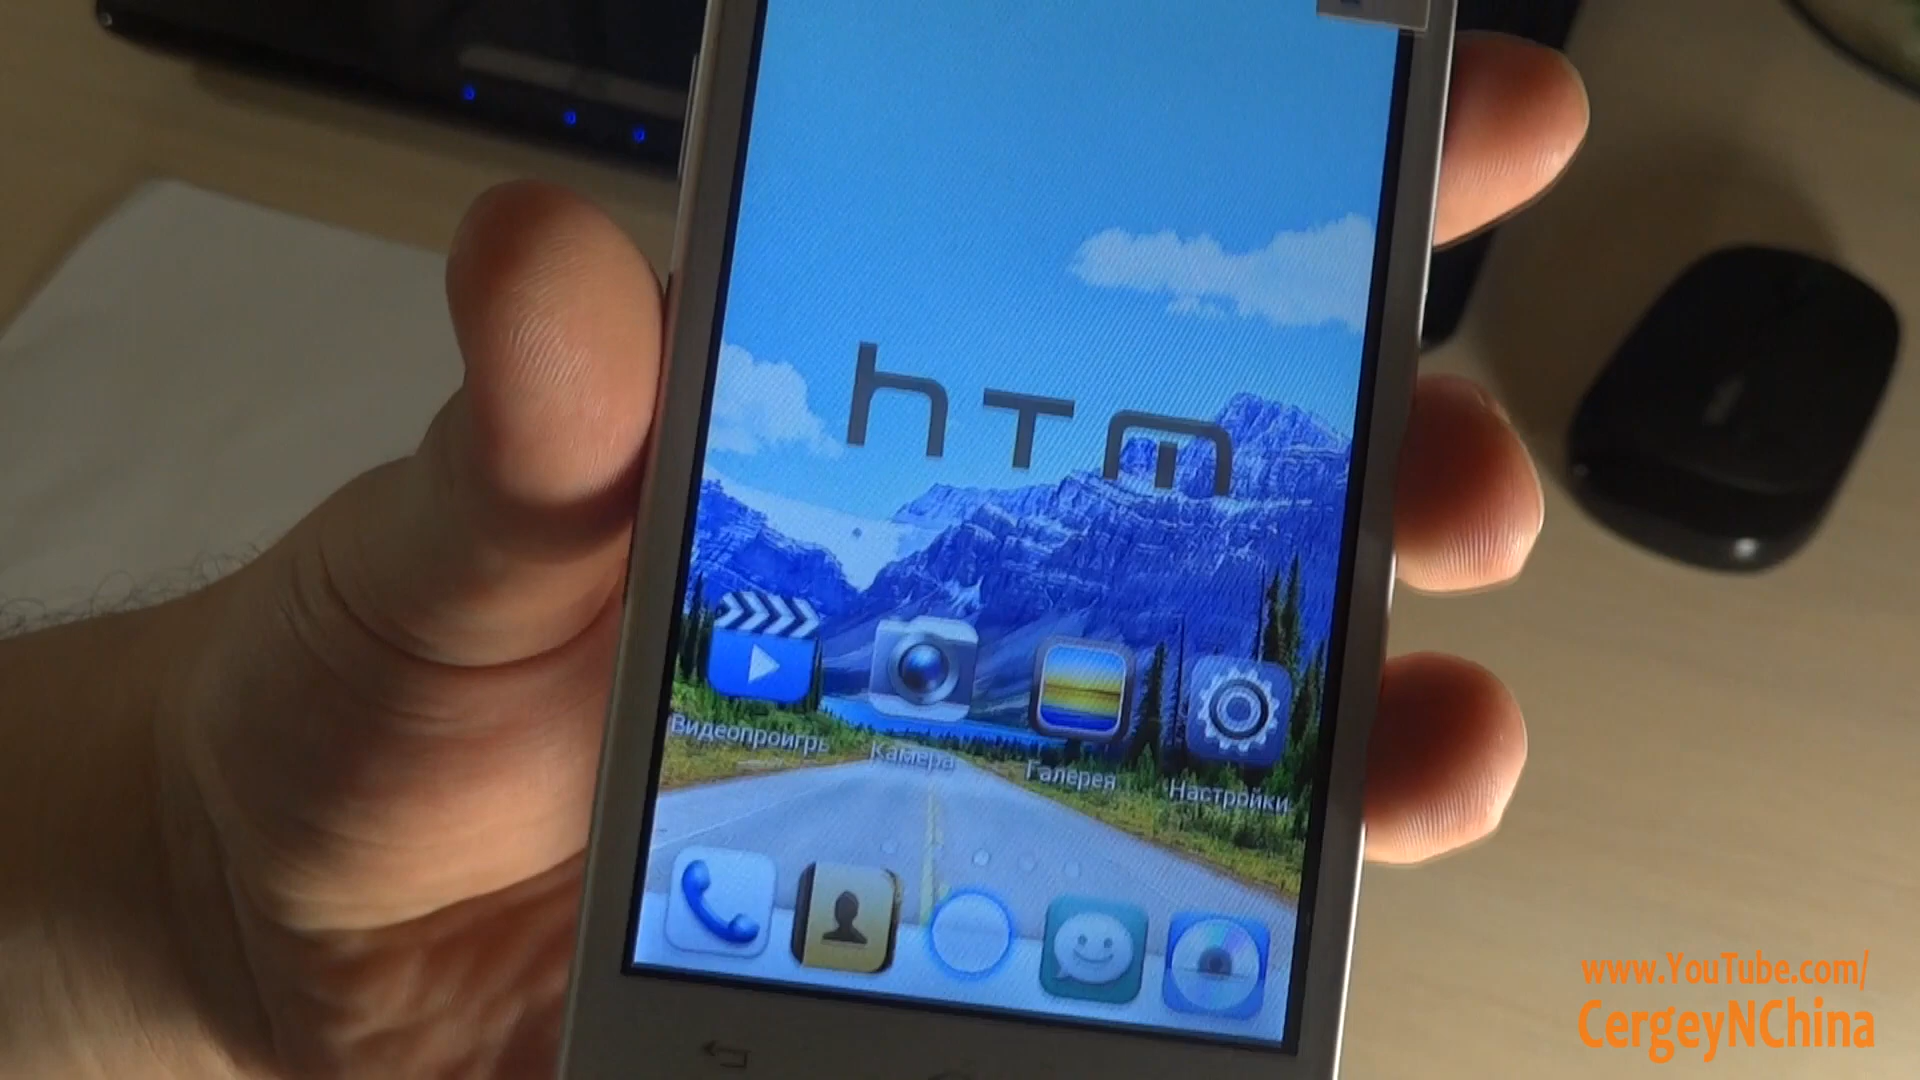 hTm
Видеопроигрь
Камера
Галерея
Настройки
www.YouTube.com/
CergeyNChina